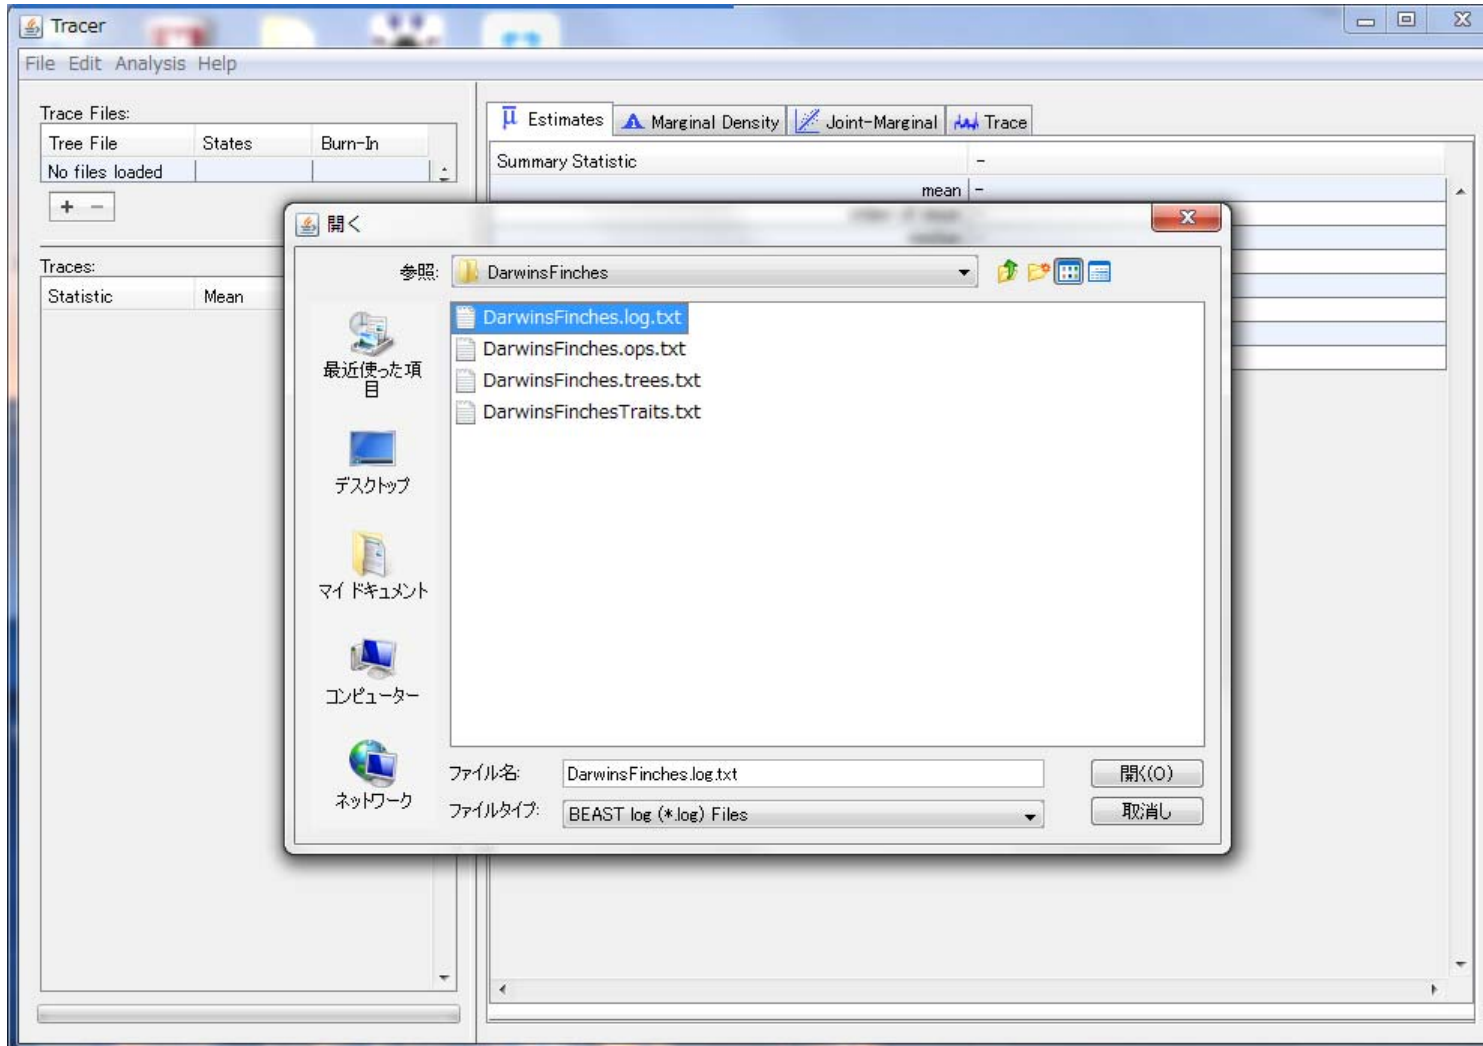 Tracer
File Edit Analysis Help
Trace Files:
Tree File States Burn-In
No files loaded
+ −
Traces:
Statistic Mean
μ Estimates Marginal Density Joint-Marginal Trace
Summary Statistic -
mean -
開く
参照: DarwinsFinches
最近使った項
目
デスクトップ
マイ ドキュメント
コンピューター
ネットワーク
DarwinsFinches.log.txt
DarwinsFinches.ops.txt
DarwinsFinches.trees.txt
DarwinsFinchesTraits.txt
ファイル名: DarwinsFinches.log.txt 開く(O)
ファイルタイプ: BEAST log (*.log) Files 取消し